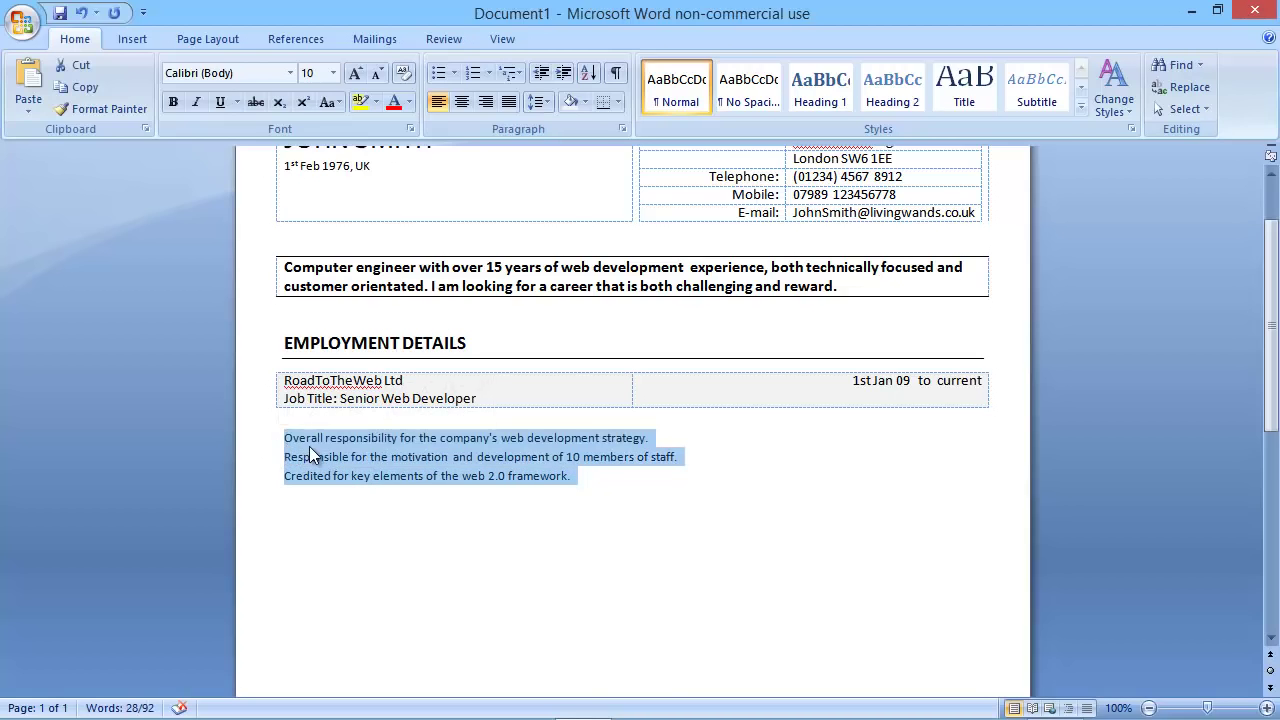 Document1 - Microsoft Word non-commercial use
Home Insert Page Layout References Mailings Review View
Paste
Cut
Copy
Format Painter
Clipboard
Calibri (Body) 10
Font
Paragraph
AaBbCcDc AaBbCcDc AaBbC AaBbCc AaB AaBbCc.
¶ Normal ¶ No Spaci... Heading 1 Heading 2 Title Subtitle
Styles
Change Styles
Find
Replace
Select
Editing
JOHN SMITH
1st Feb 1976, UK
London SW6 1EE
Telephone: (01234) 4567 8912
Mobile: 07989 123456778
E-mail: JohnSmith@livingwands.co.uk
Computer engineer with over 15 years of web development experience, both technically focused and
customer orientated. I am looking for a career that is both challenging and reward.
EMPLOYMENT DETAILS
RoadToTheWeb Ltd 1st Jan 09 to current
Job Title: Senior Web Developer
Overall responsibility for the company's web development strategy.
Responsible for the motivation and development of 10 members of staff.
Credited for key elements of the web 2.0 framework.
Page: 1 of 1 Words: 28/92 100%